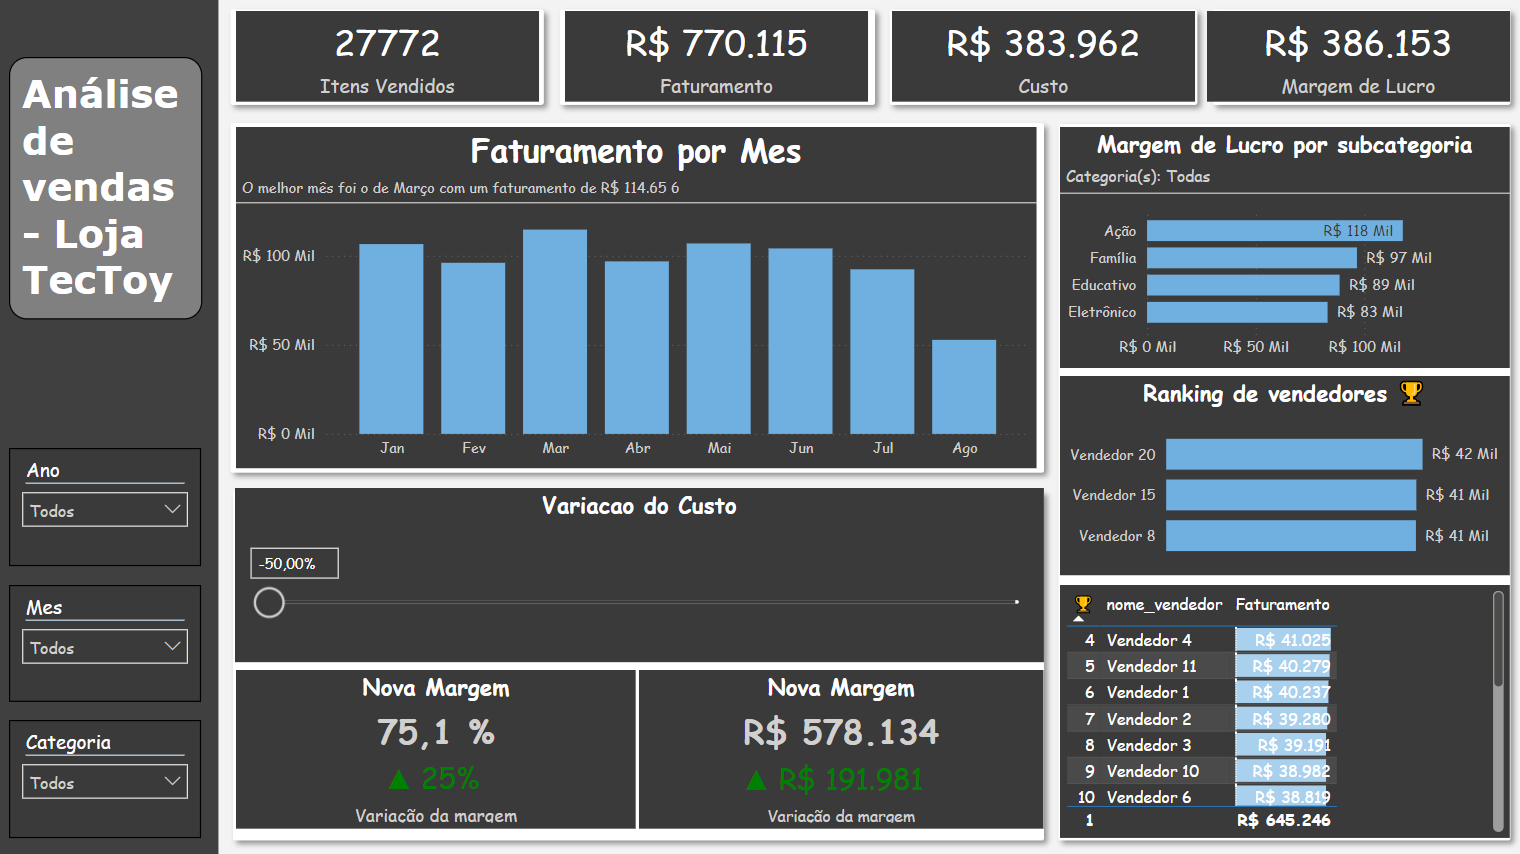 Análise
de
vendas
- Loja
TecToy
Ano
Todos
Mes
Todos
Categoria
Todos
27772
Itens Vendidos
R$ 770.115
Faturamento
R$ 383.962
Custo
R$ 386.153
Margem de Lucro
Faturamento por Mes
O melhor mês foi o de Março com um faturamento de R$ 114.65 6
R$ 100 Mil
R$ 50 Mil
R$ 0 Mil
Jan Fev Mar Abr Mai Jun Jul Ago
Variacao do Custo
-50,00%
Nova Margem
75,1 %
▲ 25%
Variação da margem
Nova Margem
R$ 578.134
▲ R$ 191.981
Variação da margem
Margem de Lucro por subcategoria
Categoria(s): Todas
Ação R$ 118 Mil
Família R$ 97 Mil
Educativo R$ 89 Mil
Eletrônico R$ 83 Mil
R$ 0 Mil R$ 50 Mil R$ 100 Mil
Ranking de vendedores 🏆
Vendedor 20 R$ 42 Mil
Vendedor 15 R$ 41 Mil
Vendedor 8 R$ 41 Mil
🏆 nome_vendedor Faturamento
4 Vendedor 4 R$ 41.025
5 Vendedor 11 R$ 40.279
6 Vendedor 1 R$ 40.237
7 Vendedor 2 R$ 39.280
8 Vendedor 3 R$ 39.191
9 Vendedor 10 R$ 38.982
10 Vendedor 6 R$ 38.819
1 R$ 645.246